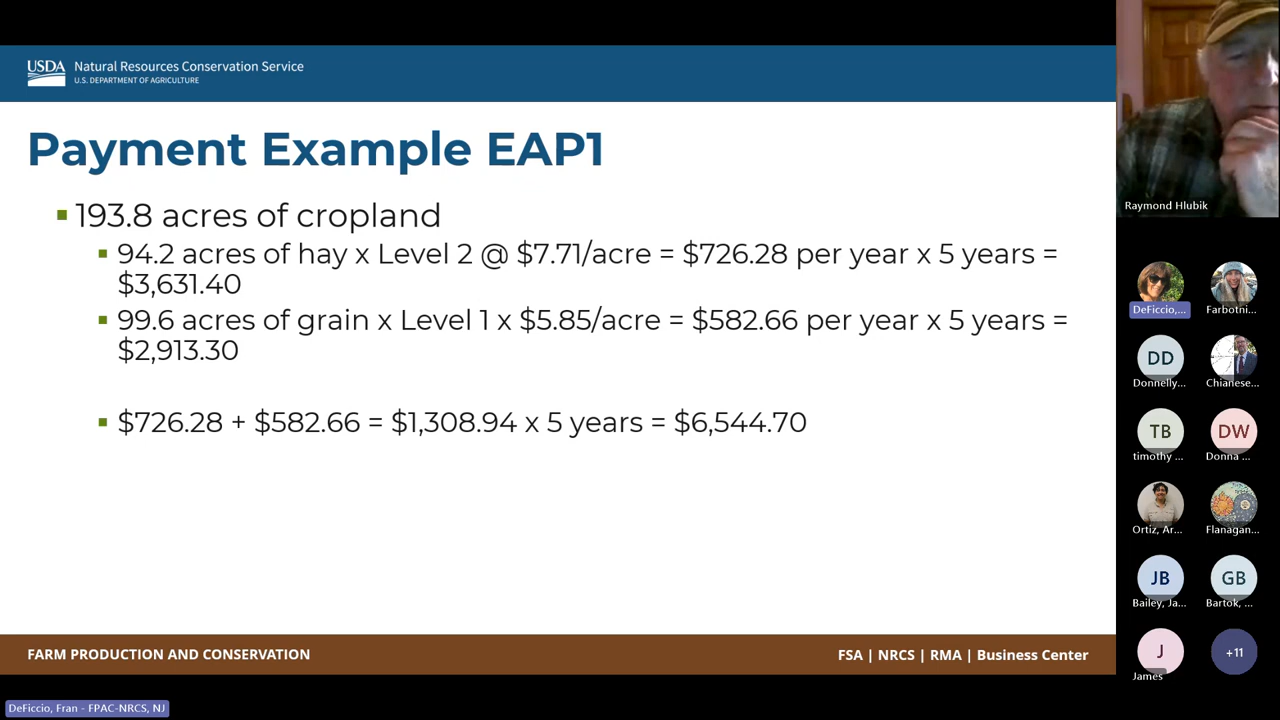 USDA Natural Resources Conservation Service
U.S. DEPARTMENT OF AGRICULTURE
Payment Example EAP1
193.8 acres of cropland
94.2 acres of hay x Level 2 @ $7.71/acre = $726.28 per year x 5 years =
$3,631.40
99.6 acres of grain x Level 1 x $5.85/acre = $582.66 per year x 5 years =
$2,913.30
$726.28 + $582.66 = $1,308.94 x 5 years = $6,544.70
FARM PRODUCTION AND CONSERVATION
FSA | NRCS | RMA | Business Center
DeFiccio, Fran - FPAC-NRCS, NJ
Raymond Hlubik
DeFiccio,...
Farbotni...
DD
Donnelly...
Chianese...
TB
timothy ...
DW
Donna ...
Ortiz, Ar...
Flanagan...
JB
Bailey, Ja...
GB
Bartok, ...
J
James
+11